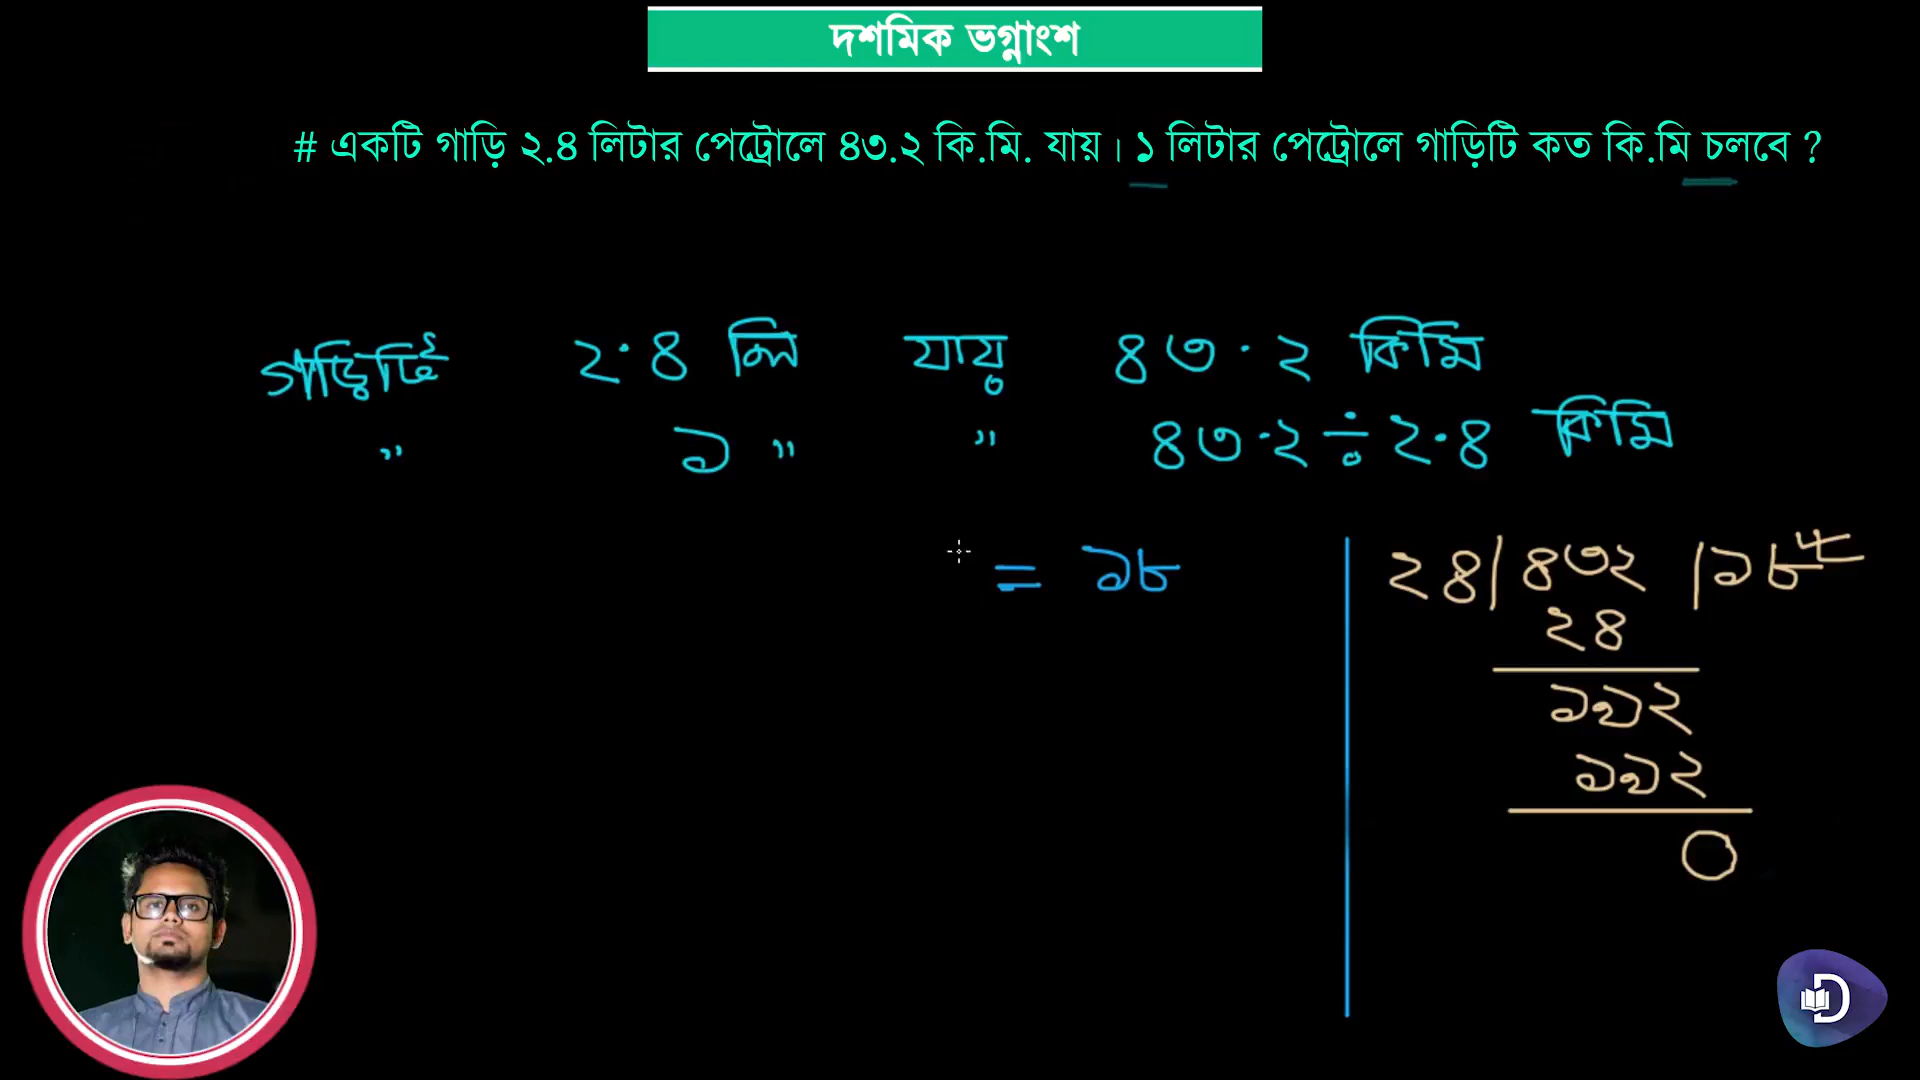 দশমিক ভগ্নাংশ
# একটি গাড়ি ২.৪ লিটার পেট্রোলে ৪৩.২ কি.মি. যায়। ১ লিটার পেট্রোলে গাড়িটি কত কি.মি চলবে ?
গাড়িটি ২.৪ লি যায় ৪৩.২ কিমি
" ১ " " ৪৩.২ ÷ ২.৪ কিমি
= ১৮
২৪|৪৩২|১৮
২৪
১৯২
১৯২
০
D